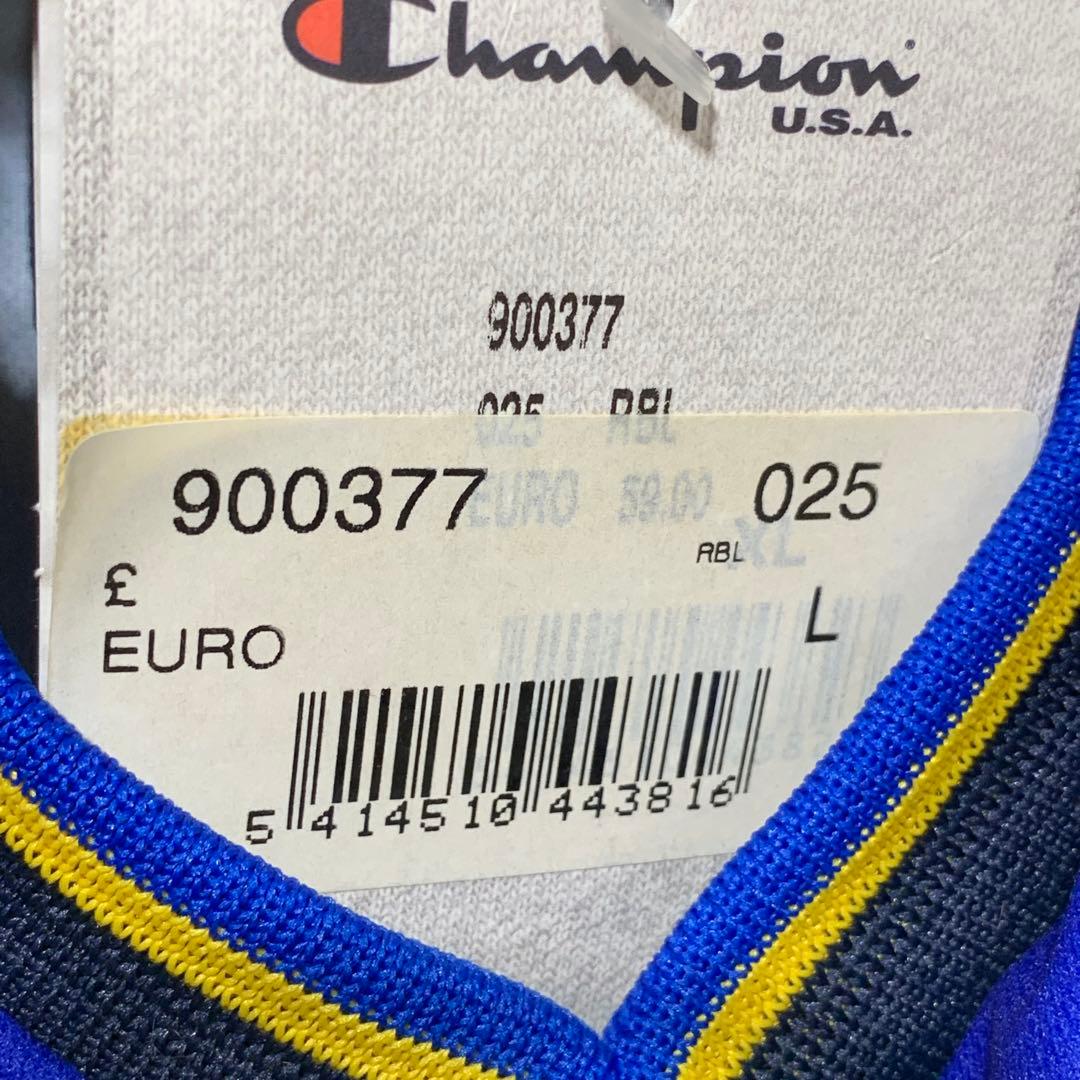 Champion
U.S.A.
900377
025 RBL
EURO 59.00
XL
900377 025
RBL
£
EURO
L
5 414510 443816